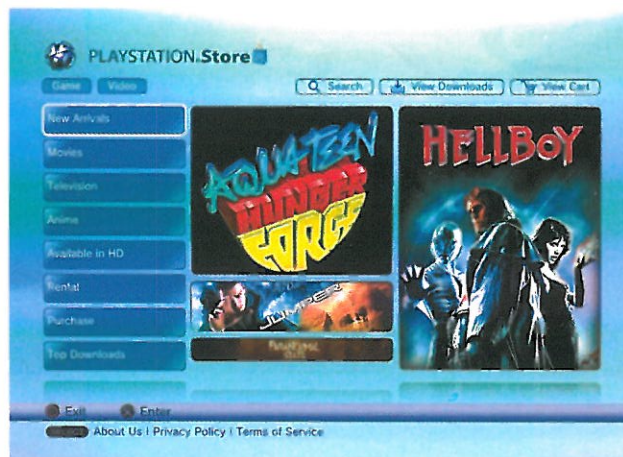 PLAYSTATION.Store
Game Video
Search View Downloads View Cart
New Arrivals
Movies
Television
Anime
Available in HD
Rental
Purchase
Top Downloads
AQUA TEEN
HUNGER
FORCE
JUMPER
HELLBOY
Exit Enter
About Us | Privacy Policy | Terms of Service